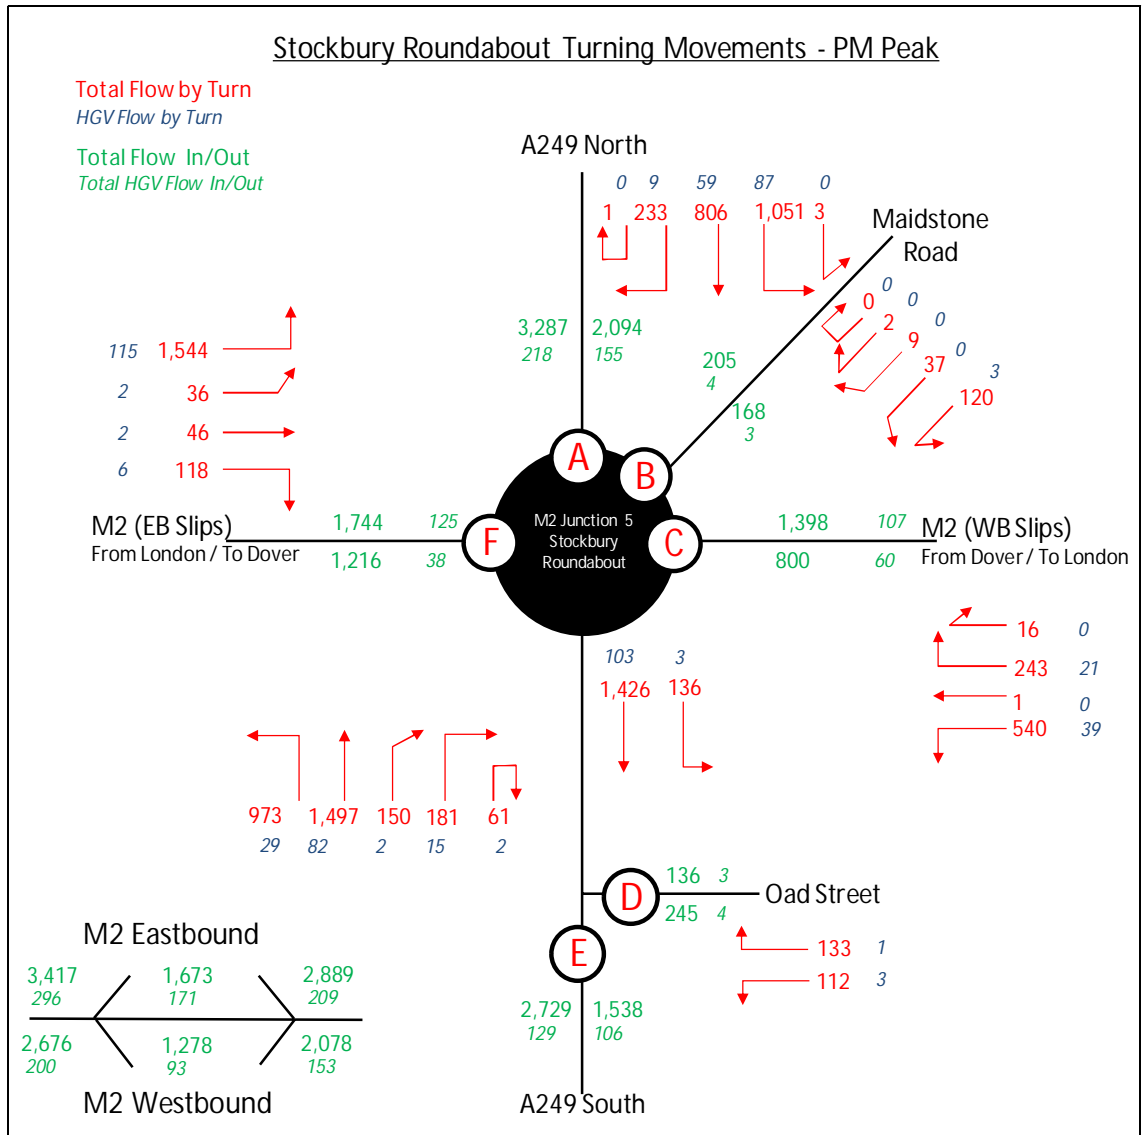 Stockbury Roundabout Turning Movements - PM Peak
Total Flow by Turn
HGV Flow by Turn
Total Flow In/Out
Total HGV Flow In/Out
A249 North
0 9 59 87 0
1 233 806 1,051 3
Maidstone
Road
3,287 2,094
218 155
205
4
168
3
0 0
2 0
9 0
37 0
120 3
115 1,544
2 36
2 46
6 118
A
B
M2 (EB Slips)
From London / To Dover
1,744 125
1,216 38
F
M2 Junction 5
Stockbury
Roundabout
C
1,398 107
800 60
M2 (WB Slips)
From Dover / To London
16 0
243 21
1 0
540 39
103 3
1,426 136
973 1,497 150 181 61
29 82 2 15 2
D
136 3
245 4
Oad Street
133 1
112 3
E
2,729 1,538
129 106
A249 South
M2 Eastbound
3,417 1,673 2,889
296 171 209
2,676 1,278 2,078
200 93 153
M2 Westbound